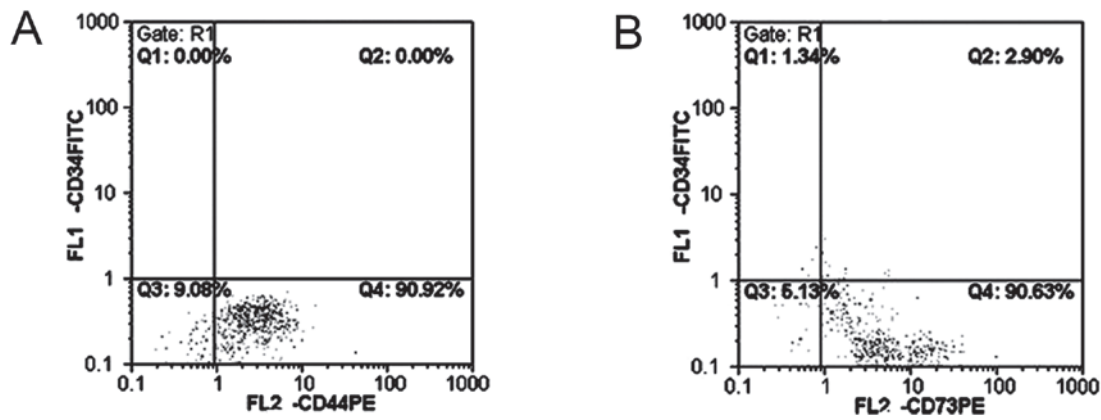 A
1000
Gate: R1
Q1: 0.00% Q2: 0.00%
100
10
1
Q3: 9.08% Q4: 90.92%
0.1
0.1 1 10 100 1000
FL1 -CD34FITC
FL2 -CD44PE
B
1000
Gate: R1
Q1: 1.34% Q2: 2.90%
100
10
1
Q3: 5.13% Q4: 90.63%
0.1
0.1 1 10 100 1000
FL1 -CD34FITC
FL2 -CD73PE